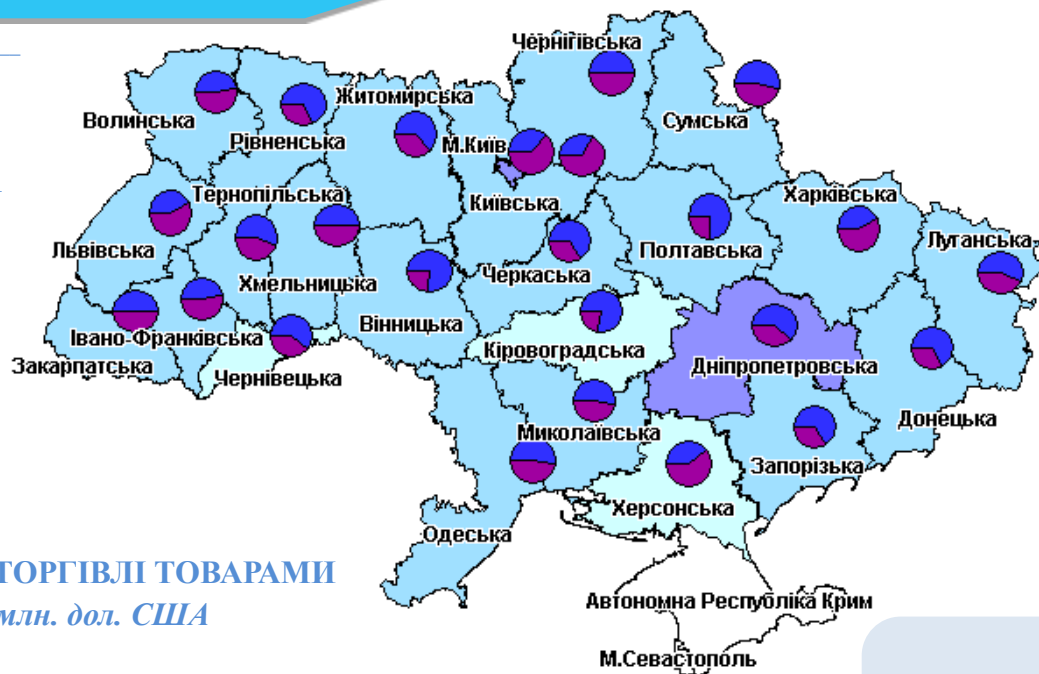 Чернігівська
Волинська
Житомирська
Сумська
Рівненська
М.Київ
Тернопільська
Київська
Харківська
Львівська
Полтавська
Луганська
Хмельницька
Черкаська
Івано-Франківська
Вінницька
Кіровоградська
Закарпатська
Чернівецька
Дніпропетровська
Донецька
Миколаївська
Запорізька
Херсонська
Одеська
ТОРГІВЛІ ТОВАРАМИ
млн. дол. США
Автономна Республіка Крим
М.Севастополь